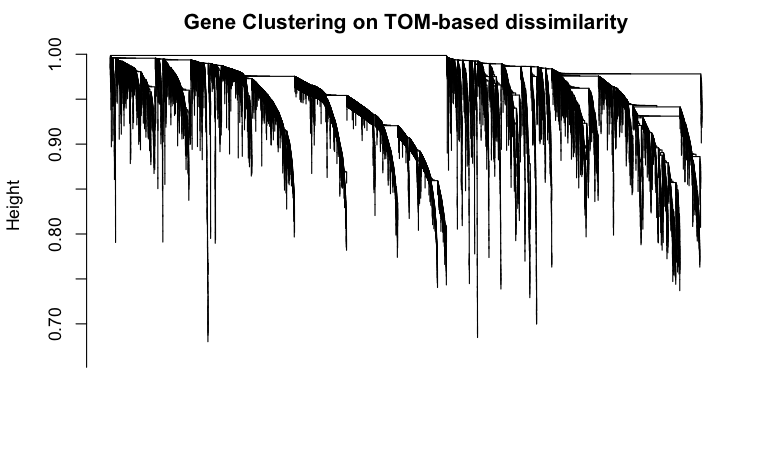 Gene Clustering on TOM-based dissimilarity
1.00
0.90
0.80
0.70
Height